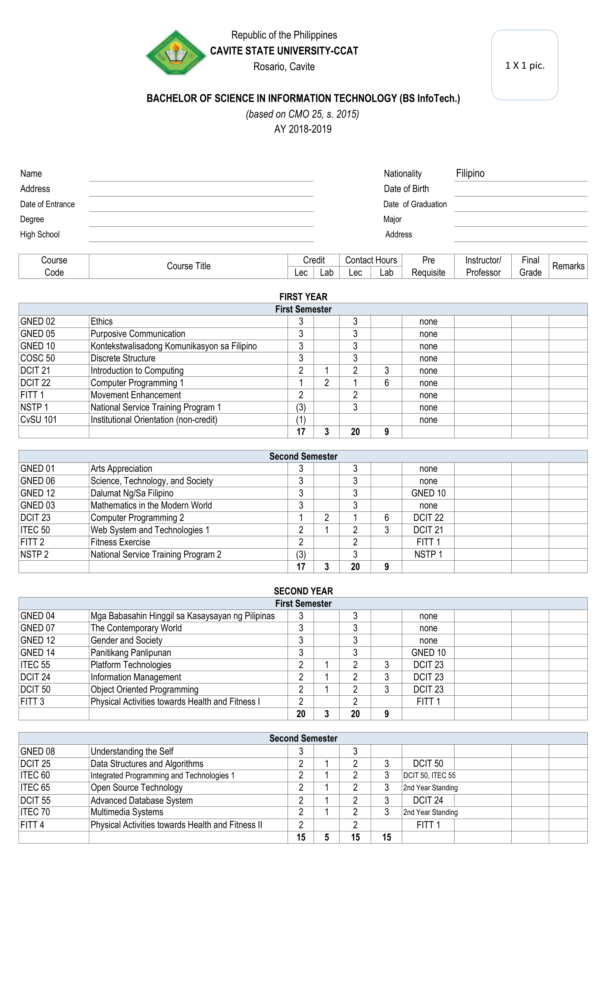 Republic of the Philippines
CAVITE STATE UNIVERSITY-CCAT
Rosario, Cavite
CAVITE STATE UNIVERSITY
CAVITE PHILIPPINES
1906
1 X 1 pic.
BACHELOR OF SCIENCE IN INFORMATION TECHNOLOGY (BS InfoTech.)
(based on CMO 25, s. 2015)
AY 2018-2019
Name Nationality Filipino
Address Date of Birth
Date of Entrance Date of Graduation
Degree Major
High School Address
Course Code Course Title Credit Contact Hours Pre Requisite Instructor/ Professor Final Grade Remarks
Lec Lab Lec Lab
FIRST YEAR
First Semester
GNED 02 Ethics 3 3 none
GNED 05 Purposive Communication 3 3 none
GNED 10 Kontekstwalisadong Komunikasyon sa Filipino 3 3 none
COSC 50 Discrete Structure 3 3 none
DCIT 21 Introduction to Computing 2 1 2 3 none
DCIT 22 Computer Programming 1 1 2 1 6 none
FITT 1 Movement Enhancement 2 2 none
NSTP 1 National Service Training Program 1 (3) 3 none
CvSU 101 Institutional Orientation (non-credit) (1) none
17 3 20 9
Second Semester
GNED 01 Arts Appreciation 3 3 none
GNED 06 Science, Technology, and Society 3 3 none
GNED 12 Dalumat Ng/Sa Filipino 3 3 GNED 10
GNED 03 Mathematics in the Modern World 3 3 none
DCIT 23 Computer Programming 2 1 2 1 6 DCIT 22
ITEC 50 Web System and Technologies 1 2 1 2 3 DCIT 21
FITT 2 Fitness Exercise 2 2 FITT 1
NSTP 2 National Service Training Program 2 (3) 3 NSTP 1
17 3 20 9
SECOND YEAR
First Semester
GNED 04 Mga Babasahin Hinggil sa Kasaysayan ng Pilipinas 3 3 none
GNED 07 The Contemporary World 3 3 none
GNED 12 Gender and Society 3 3 none
GNED 14 Panitikang Panlipunan 3 3 GNED 10
ITEC 55 Platform Technologies 2 1 2 3 DCIT 23
DCIT 24 Information Management 2 1 2 3 DCIT 23
DCIT 50 Object Oriented Programming 2 1 2 3 DCIT 23
FITT 3 Physical Activities towards Health and Fitness I 2 2 FITT 1
20 3 20 9
Second Semester
GNED 08 Understanding the Self 3 3
DCIT 25 Data Structures and Algorithms 2 1 2 3 DCIT 50
ITEC 60 Integrated Programming and Technologies 1 2 1 2 3 DCIT 50, ITEC 55
ITEC 65 Open Source Technology 2 1 2 3 2nd Year Standing
DCIT 55 Advanced Database System 2 1 2 3 DCIT 24
ITEC 70 Multimedia Systems 2 1 2 3 2nd Year Standing
FITT 4 Physical Activities towards Health and Fitness II 2 2 FITT 1
15 5 15 15